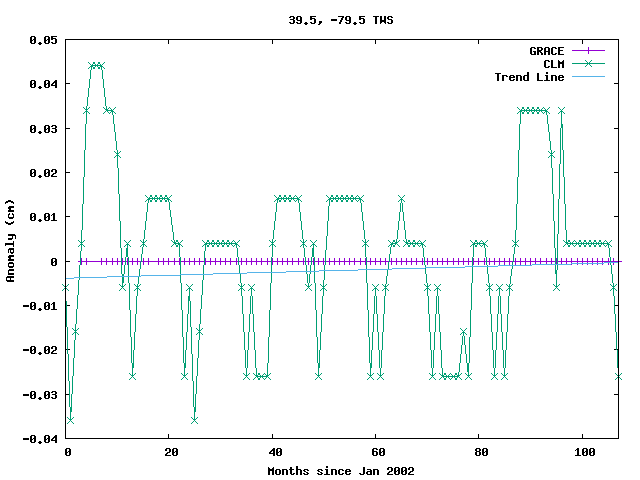 39.5, -79.5 TWS
0.05
GRACE
CLM
Trend Line
0.04
0.03
0.02
0.01
0
-0.01
-0.02
-0.03
-0.04
Anomaly (cm)
0 20 40 60 80 100
Months since Jan 2002